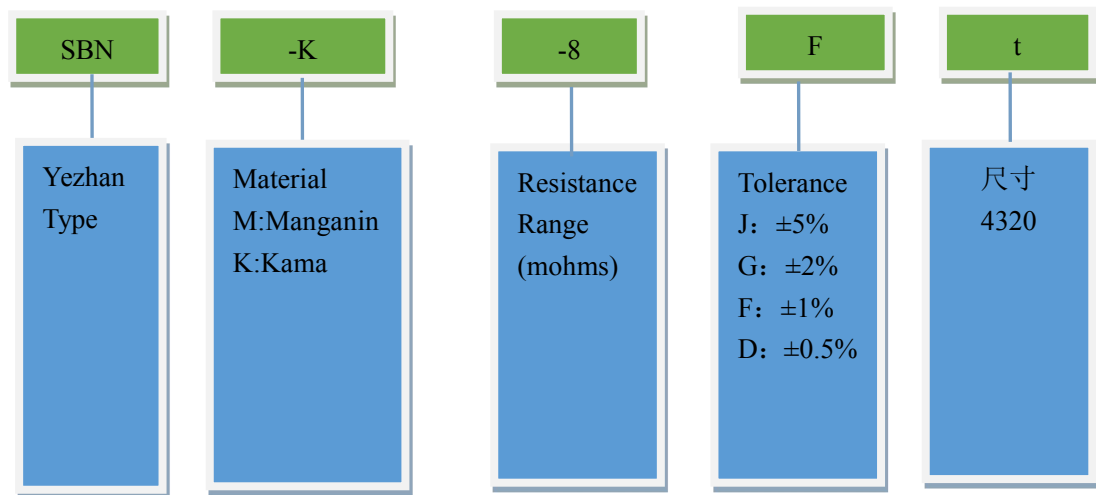 SBN
-K
-8
F
t
Yezhan
Type
Material
M:Manganin
K:Kama
Resistance
Range
(mohms)
Tolerance
J：±5%
G：±2%
F：±1%
D：±0.5%
尺寸
4320